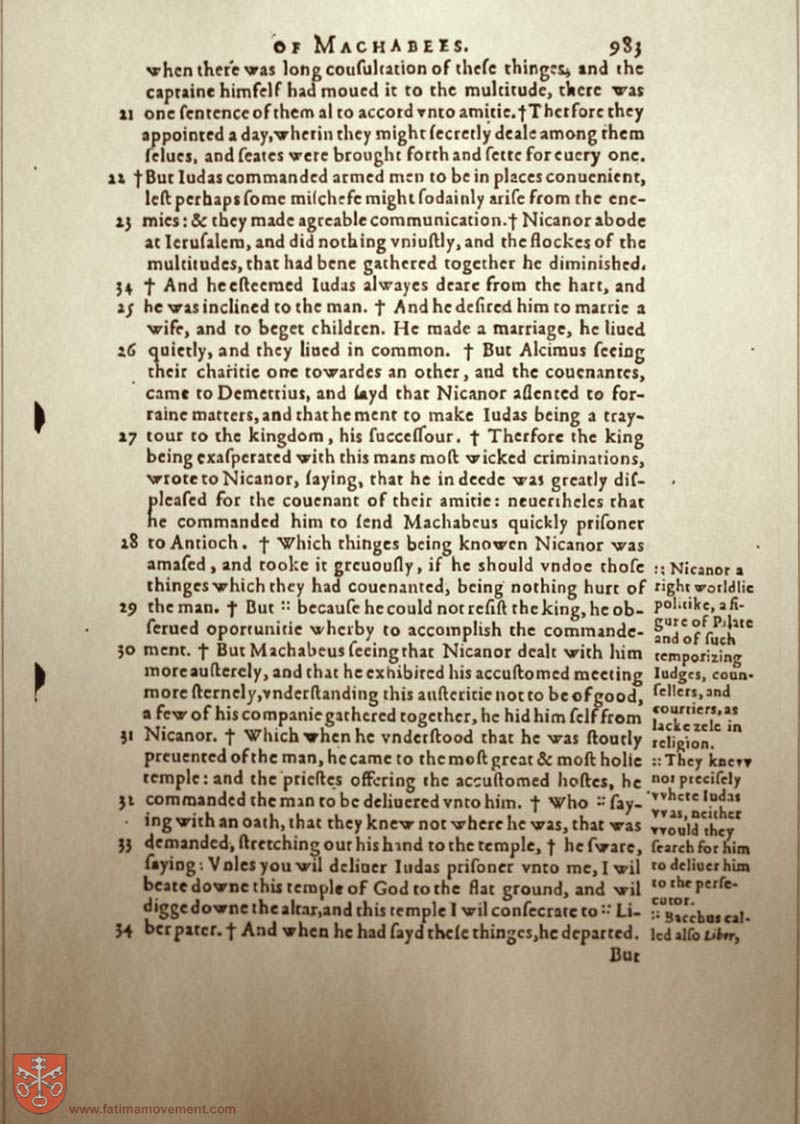 OF MACHABEES. 983
when there was long couſultation of theſe thinges, and the
captaine himſelf had moued it to the multitude, there was
21 one ſentence of them al to accord vnto amitie. † Therfore they
appointed a day, wherin they might ſecretly deale among them
ſelues, and ſeates were brought forth and ſette for euery one.
22 † But Iudas commanded armed men to be in places conuenient,
leſt perhaps ſome miſchefe might ſodainly ariſe from the ene-
23 mies: & they made agreable communication. † Nicanor abode
at Ieruſalem, and did nothing vniuſtly, and the flockes of the
multitudes, that had bene gathered together he diminiſhed.
34 † And he eſteemed Iudas alwayes deare from the hart, and
25 he was inclined to the man. † And he deſired him to marrie a
wife, and to beget children. He made a marriage, he liued
26 quietly, and they liued in common. † But Alcimus ſeeing
their charitie one towardes an other, and the couenantes,
came to Demetrius, and ſayd that Nicanor aſſented to for-
raine matters, and that he ment to make Iudas being a tray-
27 tour to the kingdom, his ſucceſſour. † Therfore the king
being exaſperated with this mans moſt wicked criminations,
wrote to Nicanor, ſaying, that he in deede was greatly diſ-
pleaſed for the couenant of their amitie: neuertheles that
he commanded him to ſend Machabeus quickly priſoner
28 to Antioch. † Which thinges being knowen Nicanor was
amaſed, and tooke it greuouſly, if he should vndoe thoſe
thinges which they had couenanted, being nothing hurt of
29 the man. † But :: becauſe he could not reſiſt the king, he ob-
ſerued oportunitie wherby to accomplish the commande-
30 ment. † But Machabeus ſeeing that Nicanor dealt with him
more auſterely, and that he exhibited his accuſtomed meeting
more ſternely, vnderſtanding this auſteritie not to be of good,
a few of his companie gathered together, he hid him ſelf from
31 Nicanor. † Which when he vnderſtood that he was ſtoutly
preuented of the man, he came to the moſt great & moſt holie
temple: and the prieſtes offering the accuſtomed hoſtes, he
32 commanded the man to be deliuered vnto him. † Who :: ſay-
ing with an oath, that they knew not where he was, that was
33 demanded, ſtretching out his hand to the temple, † he ſware,
ſaying: Vnles you wil deliuer Iudas priſoner vnto me, I wil
beate downe this temple of God to the flat ground, and wil
digge downe the altar, and this temple I wil conſecrate to :: Li-
34 ber pater. † And when he had ſayd theſe thinges, he departed.
But
:: Nicanor a
right worldlie
politike, a fi-
gure of Pilate
and of ſuch
temporizing
Iudges, coun-
ſellers, and
courtiers, as
lacke zele in
religion.
:: They knew
not preciſely
where Iudas
was, neither
would they
ſearch for him
to deliuer him
to the perſe-
cutor.
:: Bacchus cal-
led alſo Liber,
www.fatimamovement.com